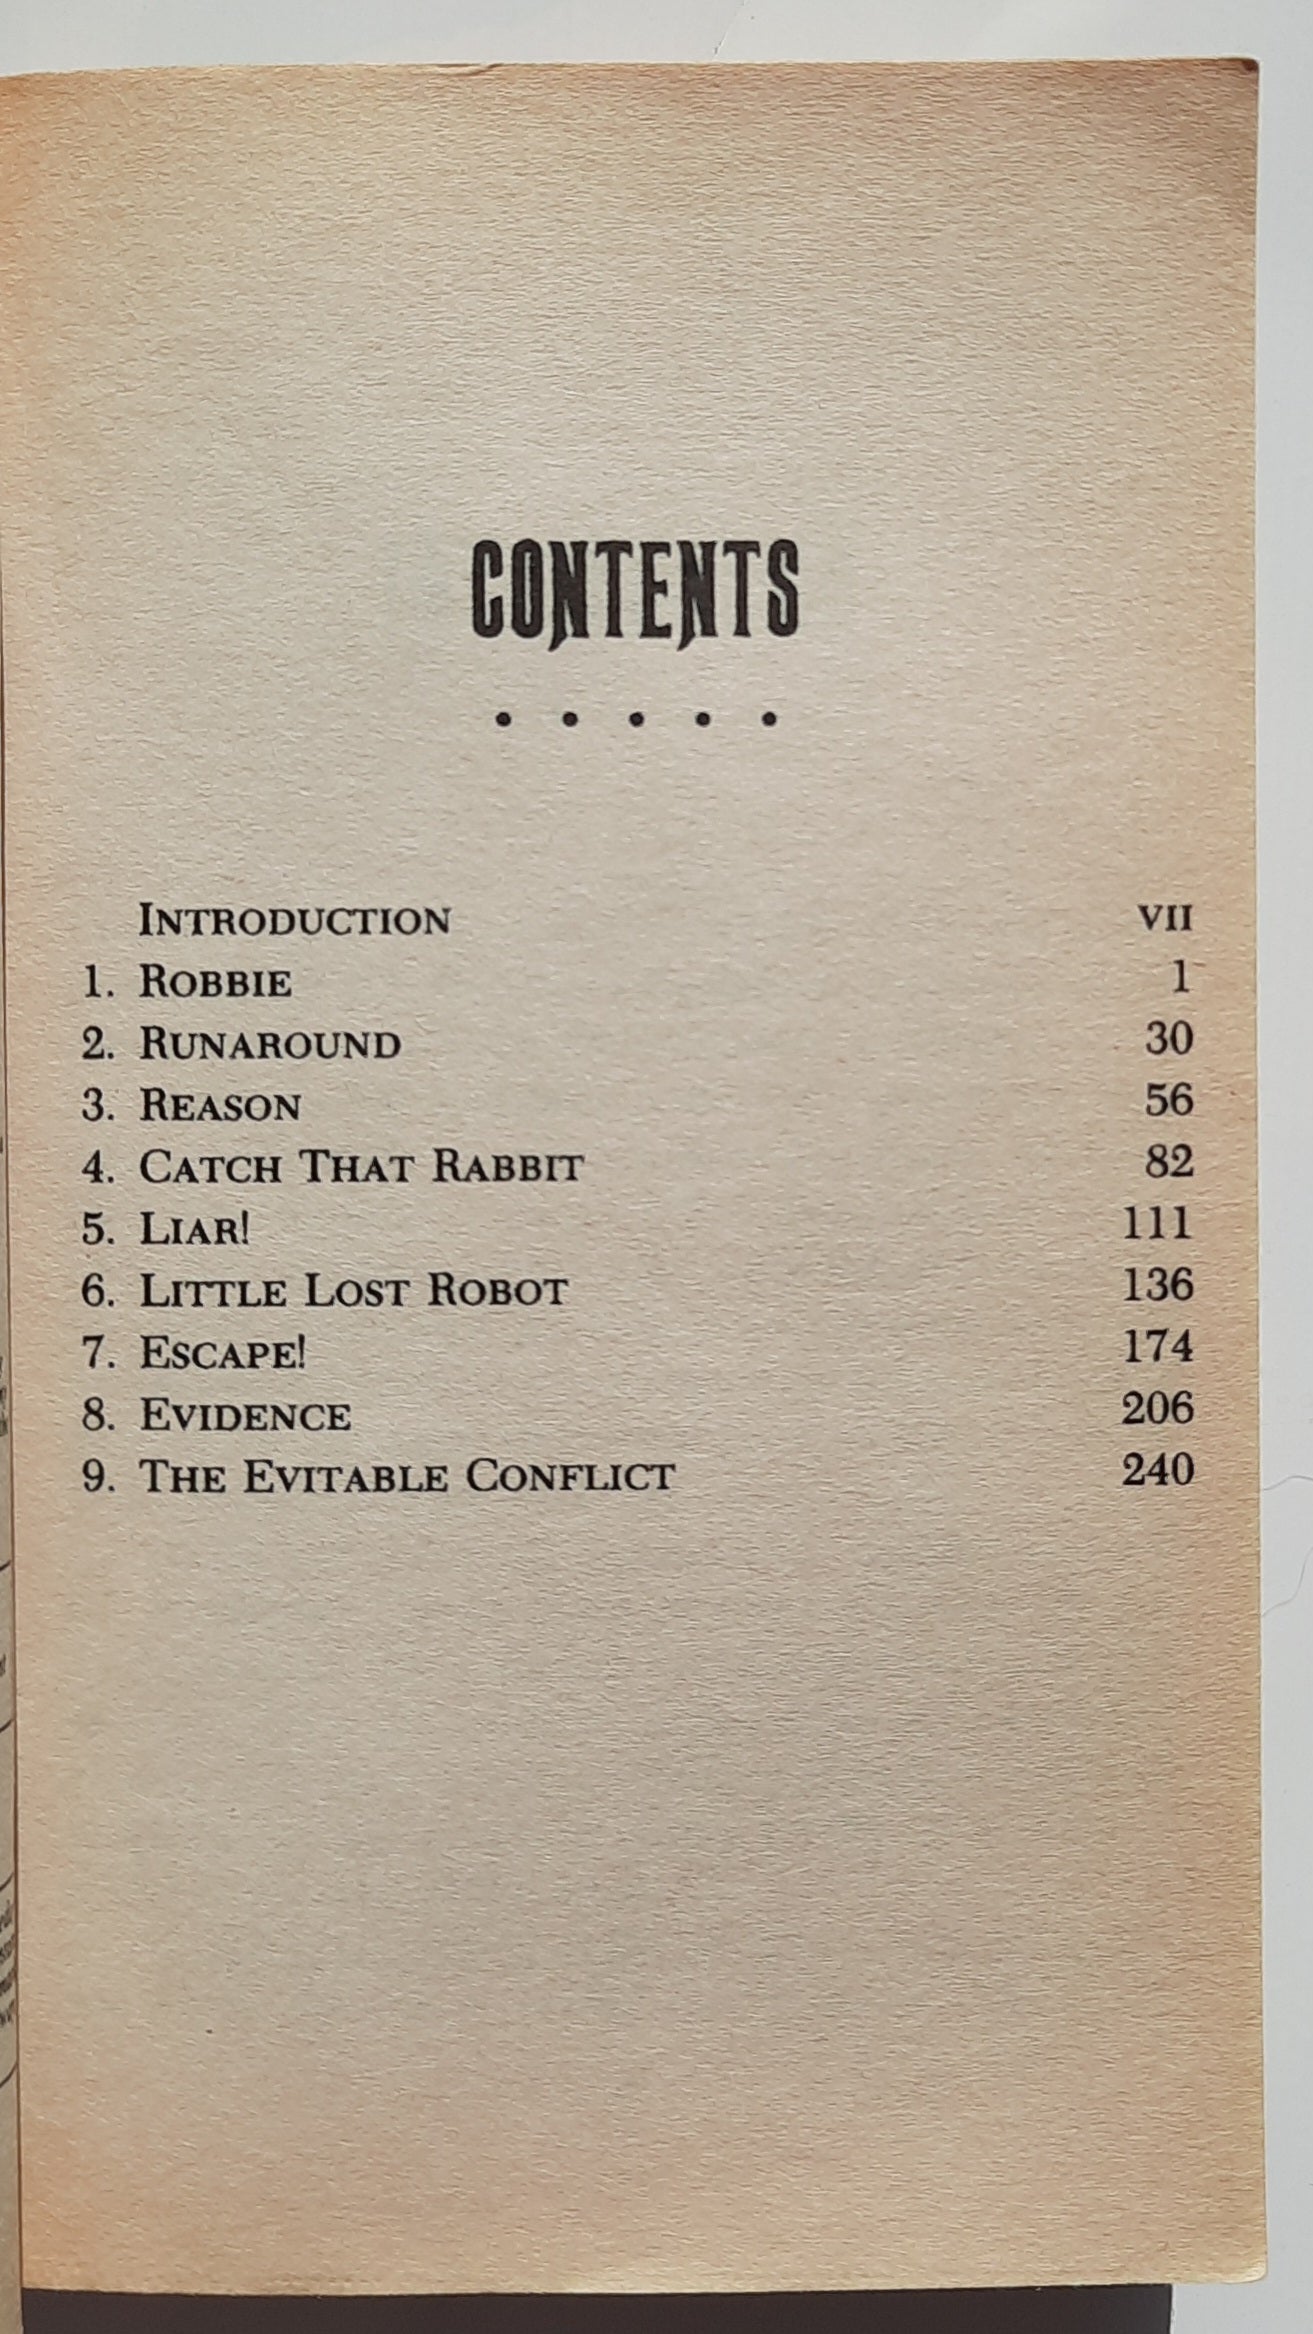 CONTENTS
• • • • •
INTRODUCTION VII
1. ROBBIE 1
2. RUNAROUND 30
3. REASON 56
4. CATCH THAT RABBIT 82
5. LIAR! 111
6. LITTLE LOST ROBOT 136
7. ESCAPE! 174
8. EVIDENCE 206
9. THE EVITABLE CONFLICT 240